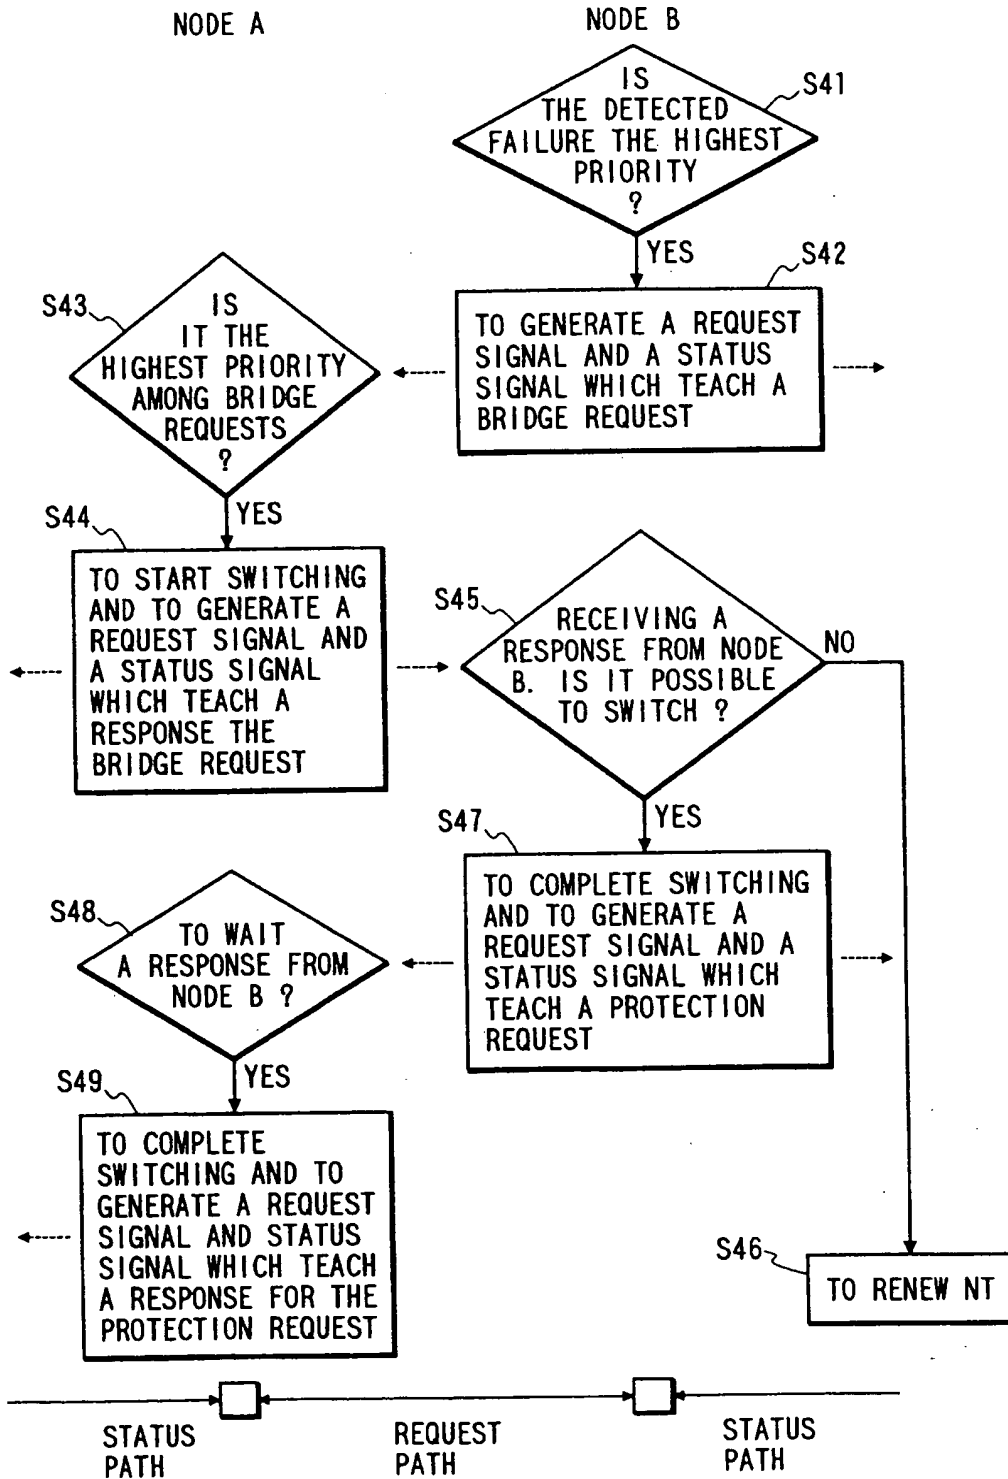 NODE A
NODE B
IS
THE DETECTED
FAILURE THE HIGHEST
PRIORITY
?
S41
YES
S42
TO GENERATE A REQUEST
SIGNAL AND A STATUS
SIGNAL WHICH TEACH A
BRIDGE REQUEST
S43
IS
IT THE
HIGHEST PRIORITY
AMONG BRIDGE
REQUESTS
?
YES
S44
TO START SWITCHING
AND TO GENERATE A
REQUEST SIGNAL AND
A STATUS SIGNAL
WHICH TEACH A
RESPONSE THE
BRIDGE REQUEST
S45
RECEIVING A
RESPONSE FROM NODE
B. IS IT POSSIBLE
TO SWITCH ?
NO
YES
S47
TO COMPLETE SWITCHING
AND TO GENERATE A
REQUEST SIGNAL AND A
STATUS SIGNAL WHICH
TEACH A PROTECTION
REQUEST
S48
TO WAIT
A RESPONSE FROM
NODE B ?
YES
S49
TO COMPLETE
SWITCHING AND TO
GENERATE A REQUEST
SIGNAL AND STATUS
SIGNAL WHICH TEACH
A RESPONSE FOR THE
PROTECTION REQUEST
S46
TO RENEW NT
STATUS
PATH
REQUEST
PATH
STATUS
PATH